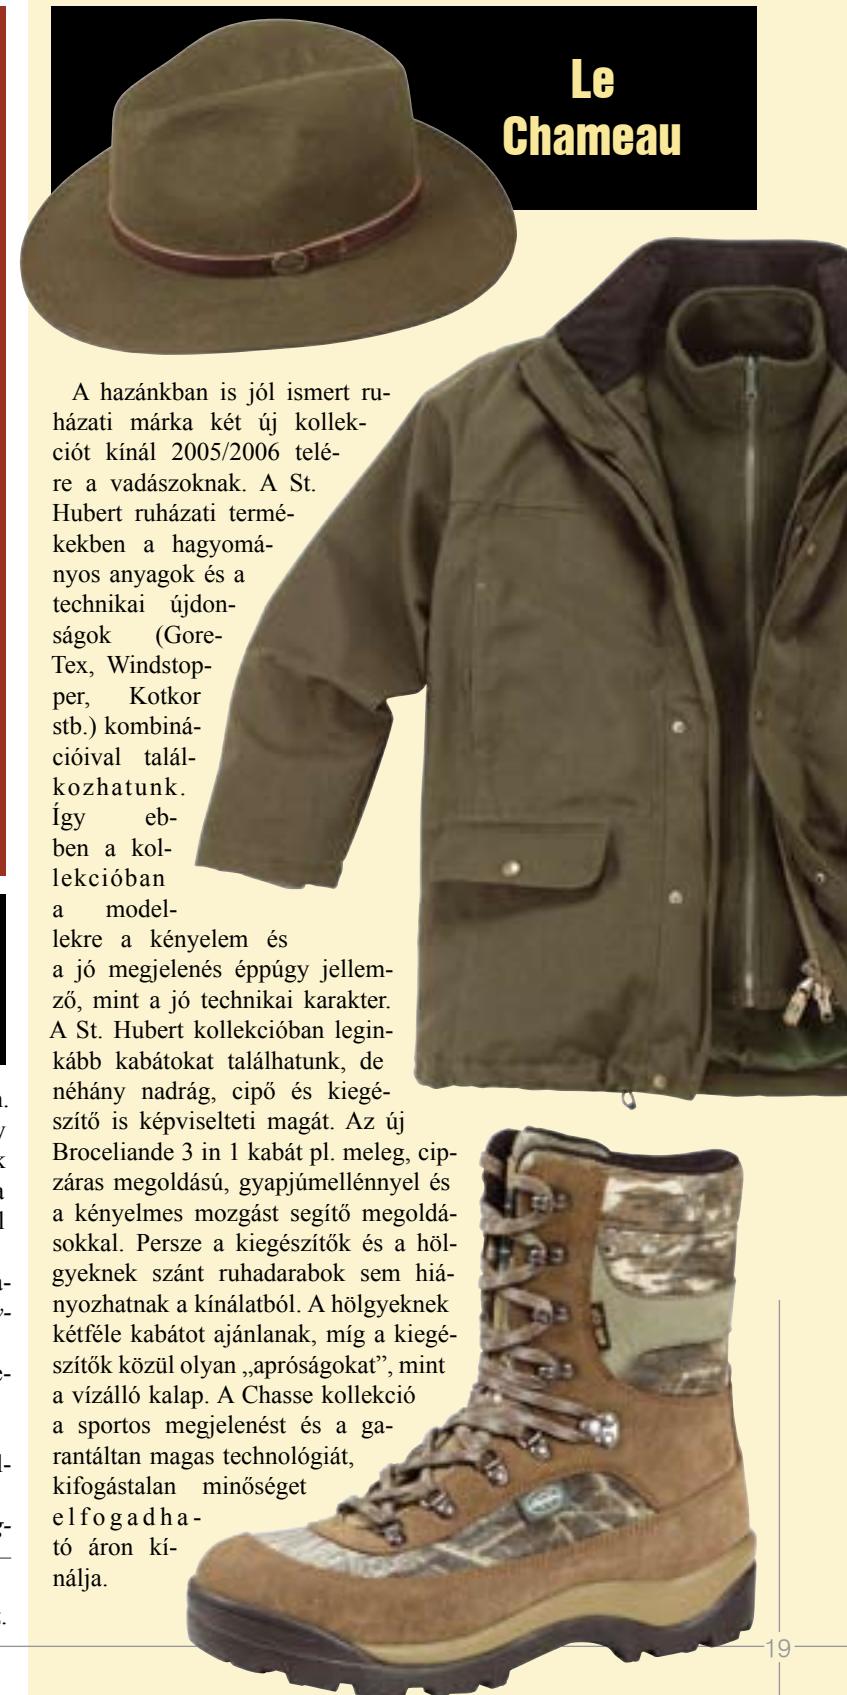 Le
Chameau
A hazánkban is jól ismert ru-
házati márka két új kollek-
ciót kínál 2005/2006 telé-
re a vadászoknak. A St.
Hubert ruházati termé-
kekben a hagyomá-
nyos anyagok és a
technikai újdon-
ságok (Gore-
Tex, Windstop-
per, Kotkor
stb.) kombiná-
cióival talál-
kozhatunk.
Így eb-
ben a kol-
lekcióban
a model-
lekre a kényelem és
a jó megjelenés éppúgy jellem-
ző, mint a jó technikai karakter.
A St. Hubert kollekcióban legin-
kább kabátokat találhatunk, de
néhány nadrág, cipő és kiegé-
szítő is képviselteti magát. Az új
Broceliande 3 in 1 kabát pl. meleg, cip-
záras megoldású, gyapjúmellénnyel és
a kényelmes mozgást segítő megoldá-
sokkal. Persze a kiegészítők és a höl-
gyeknek szánt ruhadarabok sem hiá-
nyozhatnak a kínálatból. A hölgyeknek
kétféle kabátot ajánlanak, míg a kiegé-
szítők közül olyan „apróságokat”, mint
a vízálló kalap. A Chasse kollekció
a sportos megjelenést és a ga-
rantáltan magas technológiát,
kifogástalan minőséget
elfogadha-
tó áron kí-
nálja.
19